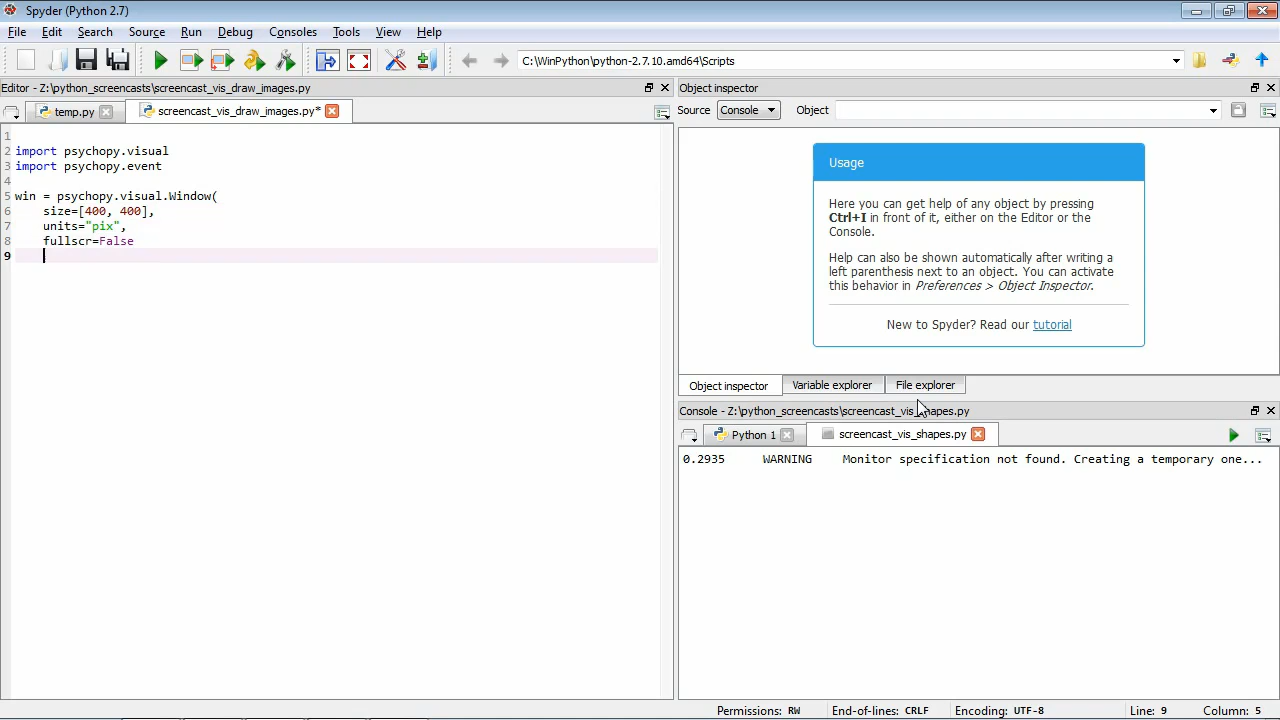 Spyder (Python 2.7)
File Edit Search Source Run Debug Consoles Tools View Help
C:\WinPython\python-2.7.10.amd64\Scripts
Editor - Z:\python_screencasts\screencast_vis_draw_images.py
temp.py screencast_vis_draw_images.py*
1
2 import psychopy.visual
3 import psychopy.event
4
5 win = psychopy.visual.Window(
6 size=[400, 400],
7 units="pix",
8 fullscr=False
9
Object inspector
Source Console Object
Usage
Here you can get help of any object by pressing
Ctrl+I in front of it, either on the Editor or the
Console.
Help can also be shown automatically after writing a
left parenthesis next to an object. You can activate
this behavior in Preferences > Object Inspector.
New to Spyder? Read our tutorial
Object inspector Variable explorer File explorer
Console - Z:\python_screencasts\screencast_vis_shapes.py
Python 1 screencast_vis_shapes.py
0.2935 WARNING Monitor specification not found. Creating a temporary one...
Permissions: RW End-of-lines: CRLF Encoding: UTF-8 Line: 9 Column: 5